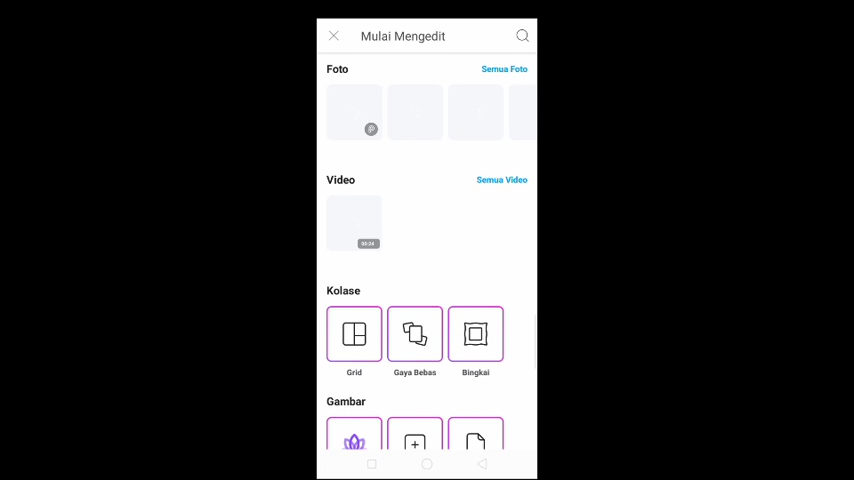 Mulai Mengedit
Foto
Semua Foto
Video
Semua Video
00:24
Kolase
Grid
Gaya Bebas
Bingkai
Gambar